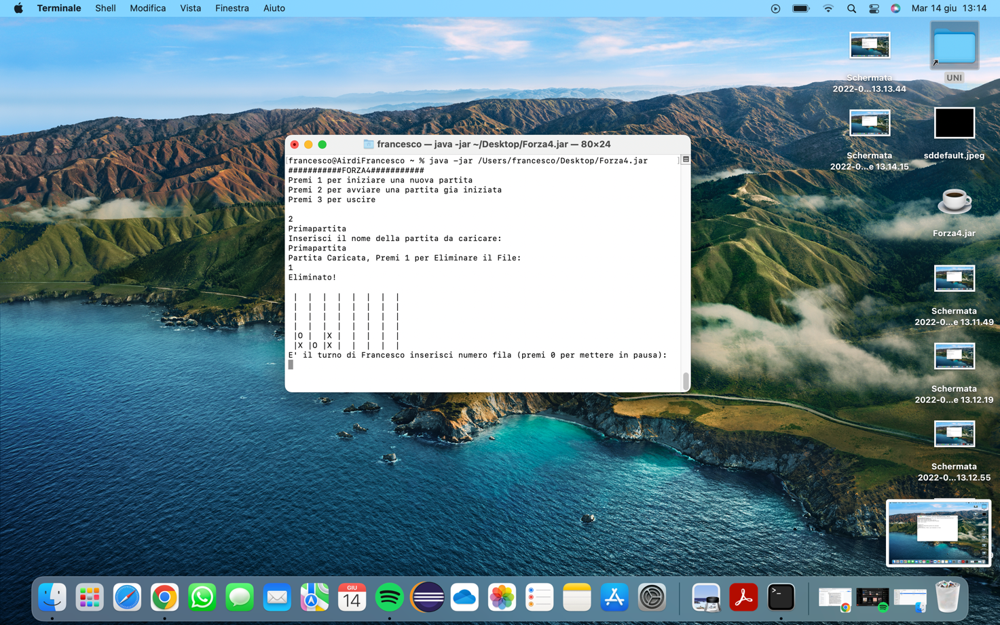 Terminale Shell Modifica Vista Finestra Aiuto Mar 14 giu 13:14
francesco — java -jar ~/Desktop/Forza4.jar — 80×24
francesco@AirdiFrancesco ~ % java -jar /Users/francesco/Desktop/Forza4.jar
###########FORZA4###########
Premi 1 per iniziare una nuova partita
Premi 2 per avviare una partita gia iniziata
Premi 3 per uscire
2
Primapartita
Inserisci il nome della partita da caricare:
Primapartita
Partita Caricata, Premi 1 per Eliminare il File:
1
Eliminato!
| | | | | | | |
| | | | | | | |
| | | | | | | |
| | | | | | | |
|O | |X | | | | |
|X |O |X | | | | |
E' il turno di Francesco inserisci numero fila (premi 0 per mettere in pausa):
Schermata
2022-0...13.13.44
UNI
Schermata
2022-0...e 13.14.15
sddefault.jpeg
Forza4.jar
Schermata
2022-0...e 13.11.49
Schermata
2022-0...e 13.12.19
Schermata
2022-0...13.12.55
GIU
14
>_